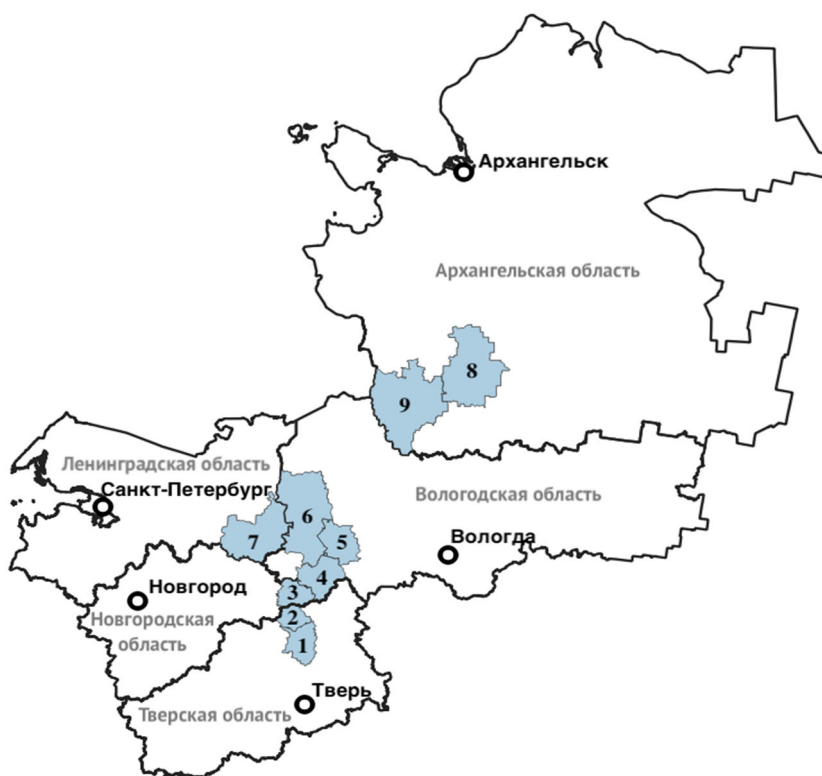 Архангельск
Архангельская область
8
9
Ленинградская область
Санкт-Петербург
Вологодская область
6
7
5
Вологда
4
Новгород
3
Новгородская
область
2
1
Тверь
Тверская область